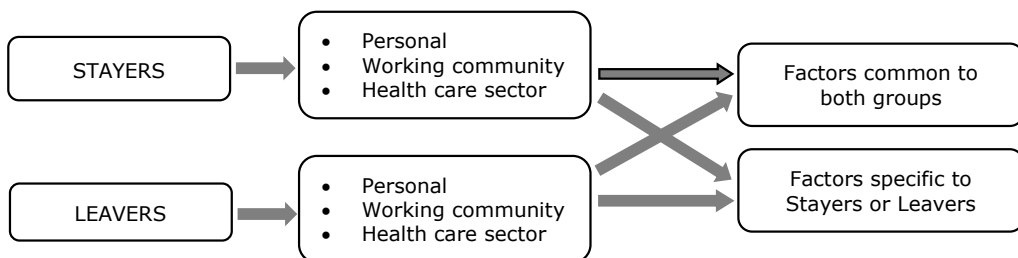 STAYERS
• Personal
• Working community
• Health care sector
Factors common to
both groups
LEAVERS
• Personal
• Working community
• Health care sector
Factors specific to
Stayers or Leavers